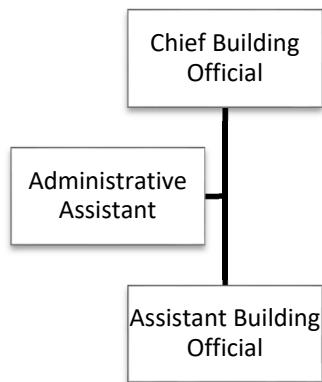 Chief Building
Official
Administrative
Assistant
Assistant Building
Official